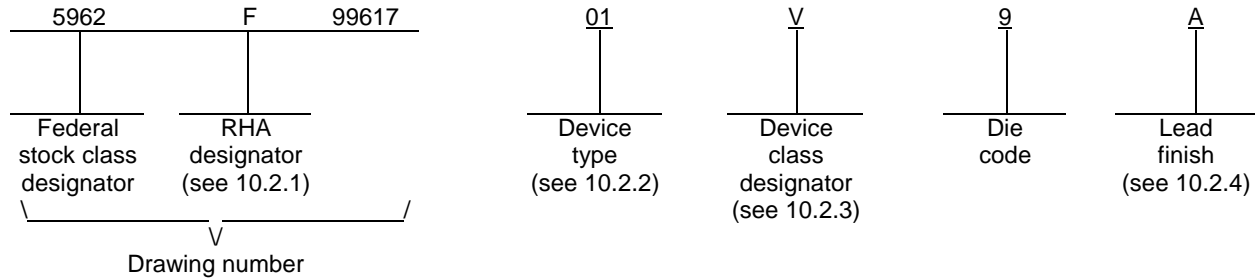 5962 F 99617 01 V 9 A
Federal RHA Device Device Die Lead
stock class designator type class code finish
designator (see 10.2.1) (see 10.2.2) designator (see 10.2.4)
(see 10.2.3)
Drawing number